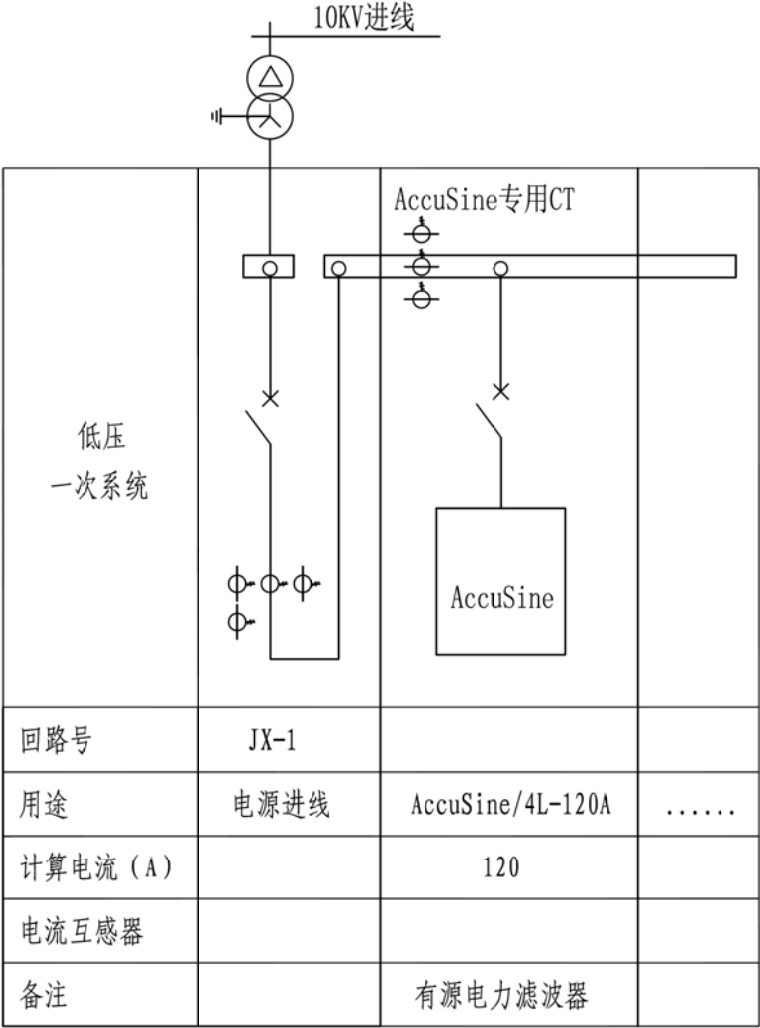 10KV进线
AccuSine专用CT
低压
一次系统
AccuSine
回路号 JX-1
用途 电源进线 AccuSine/4L-120A ......
计算电流（A） 120
电流互感器
备注 有源电力滤波器